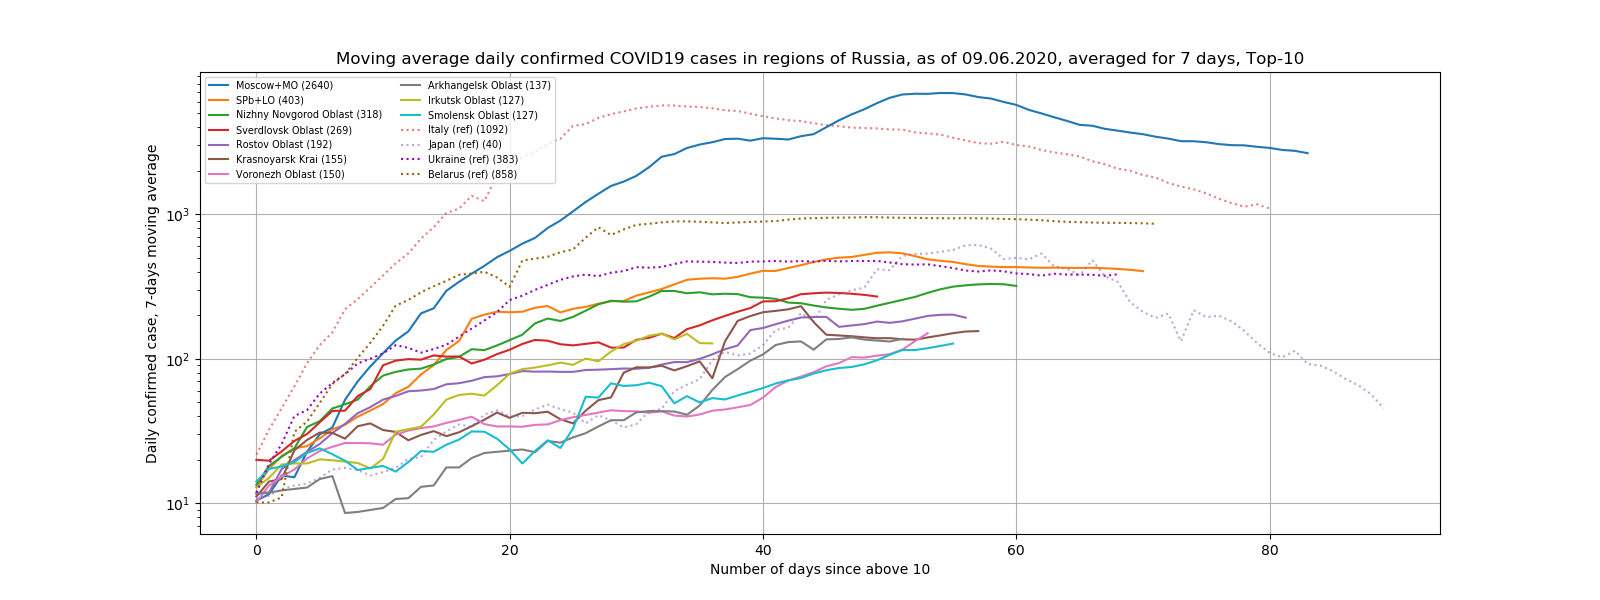 Moving average daily confirmed COVID19 cases in regions of Russia, as of 09.06.2020, averaged for 7 days, Top-10
Moscow+MO (2640)
SPb+LO (403)
Nizhny Novgorod Oblast (318)
Sverdlovsk Oblast (269)
Rostov Oblast (192)
Krasnoyarsk Krai (155)
Voronezh Oblast (150)
Arkhangelsk Oblast (137)
Irkutsk Oblast (127)
Smolensk Oblast (127)
Italy (ref) (1092)
Japan (ref) (40)
Ukraine (ref) (383)
Belarus (ref) (858)
Daily confirmed case, 7-days moving average
10³
10²
10¹
0 20 40 60 80
Number of days since above 10